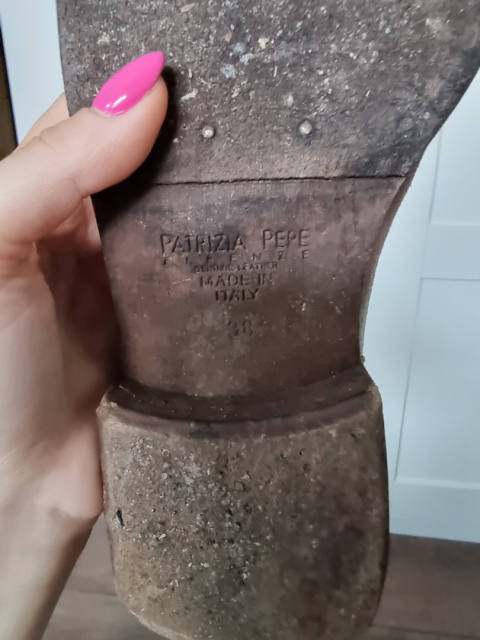 PATRIZIA PEPE
FIRENZE
GENUINE LEATHER
MADE IN
ITALY
38